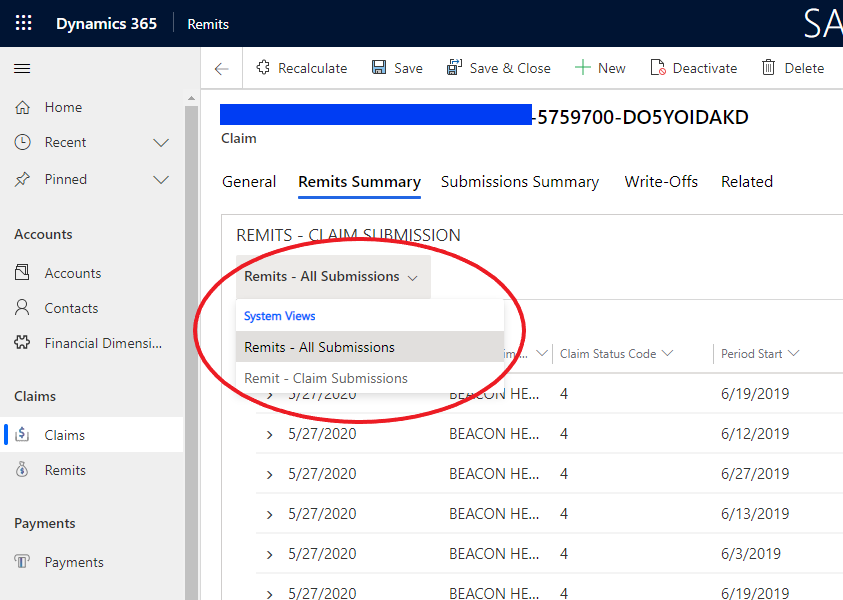 Dynamics 365 Remits SA
Recalculate Save Save & Close New Deactivate Delete
Home
Recent
Pinned
Accounts
Accounts
Contacts
Financial Dimensi...
Claims
Claims
Remits
Payments
Payments
-5759700-DO5YOIDAKD
Claim
General Remits Summary Submissions Summary Write-Offs Related
REMITS - CLAIM SUBMISSION
Remits - All Submissions
System Views
Remits - All Submissions
Remit - Claim Submissions
Claim Status Code Period Start
5/27/2020 BEACON HE... 4 6/19/2019
5/27/2020 BEACON HE... 4 6/12/2019
5/27/2020 BEACON HE... 4 6/27/2019
5/27/2020 BEACON HE... 4 6/13/2019
5/27/2020 BEACON HE... 4 6/3/2019
5/27/2020 BEACON HE... 4 6/19/2019